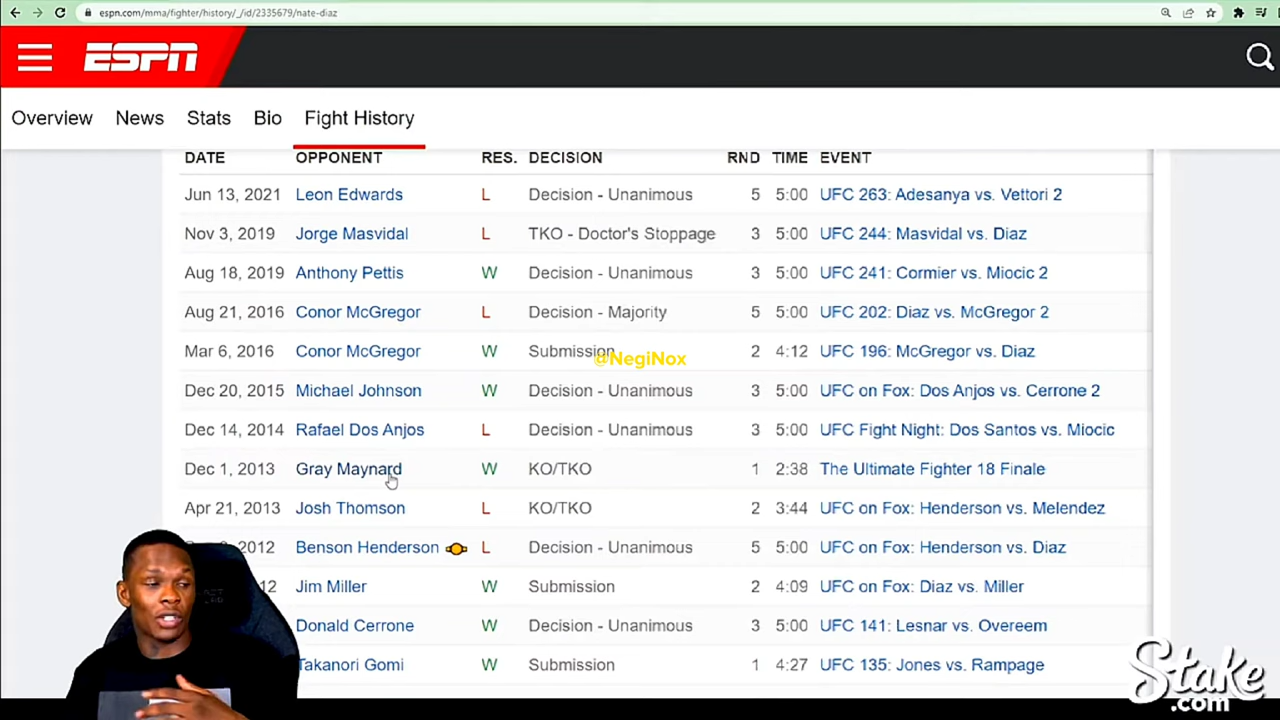 espn.com/mma/fighter/history/_/id/2335679/nate-diaz
ESPN
Overview News Stats Bio Fight History
DATE OPPONENT RES. DECISION RND TIME EVENT
Jun 13, 2021 Leon Edwards L Decision - Unanimous 5 5:00 UFC 263: Adesanya vs. Vettori 2
Nov 3, 2019 Jorge Masvidal L TKO - Doctor's Stoppage 3 5:00 UFC 244: Masvidal vs. Diaz
Aug 18, 2019 Anthony Pettis W Decision - Unanimous 3 5:00 UFC 241: Cormier vs. Miocic 2
Aug 21, 2016 Conor McGregor L Decision - Majority 5 5:00 UFC 202: Diaz vs. McGregor 2
Mar 6, 2016 Conor McGregor W Submission 2 4:12 UFC 196: McGregor vs. Diaz
@NegiNox
Dec 20, 2015 Michael Johnson W Decision - Unanimous 3 5:00 UFC on Fox: Dos Anjos vs. Cerrone 2
Dec 14, 2014 Rafael Dos Anjos L Decision - Unanimous 3 5:00 UFC Fight Night: Dos Santos vs. Miocic
Dec 1, 2013 Gray Maynard W KO/TKO 1 2:38 The Ultimate Fighter 18 Finale
Apr 21, 2013 Josh Thomson L KO/TKO 2 3:44 UFC on Fox: Henderson vs. Melendez
2012 Benson Henderson L Decision - Unanimous 5 5:00 UFC on Fox: Henderson vs. Diaz
12 Jim Miller W Submission 2 4:09 UFC on Fox: Diaz vs. Miller
Donald Cerrone W Decision - Unanimous 3 5:00 UFC 141: Lesnar vs. Overeem
Takanori Gomi W Submission 1 4:27 UFC 135: Jones vs. Rampage
Stake
.com